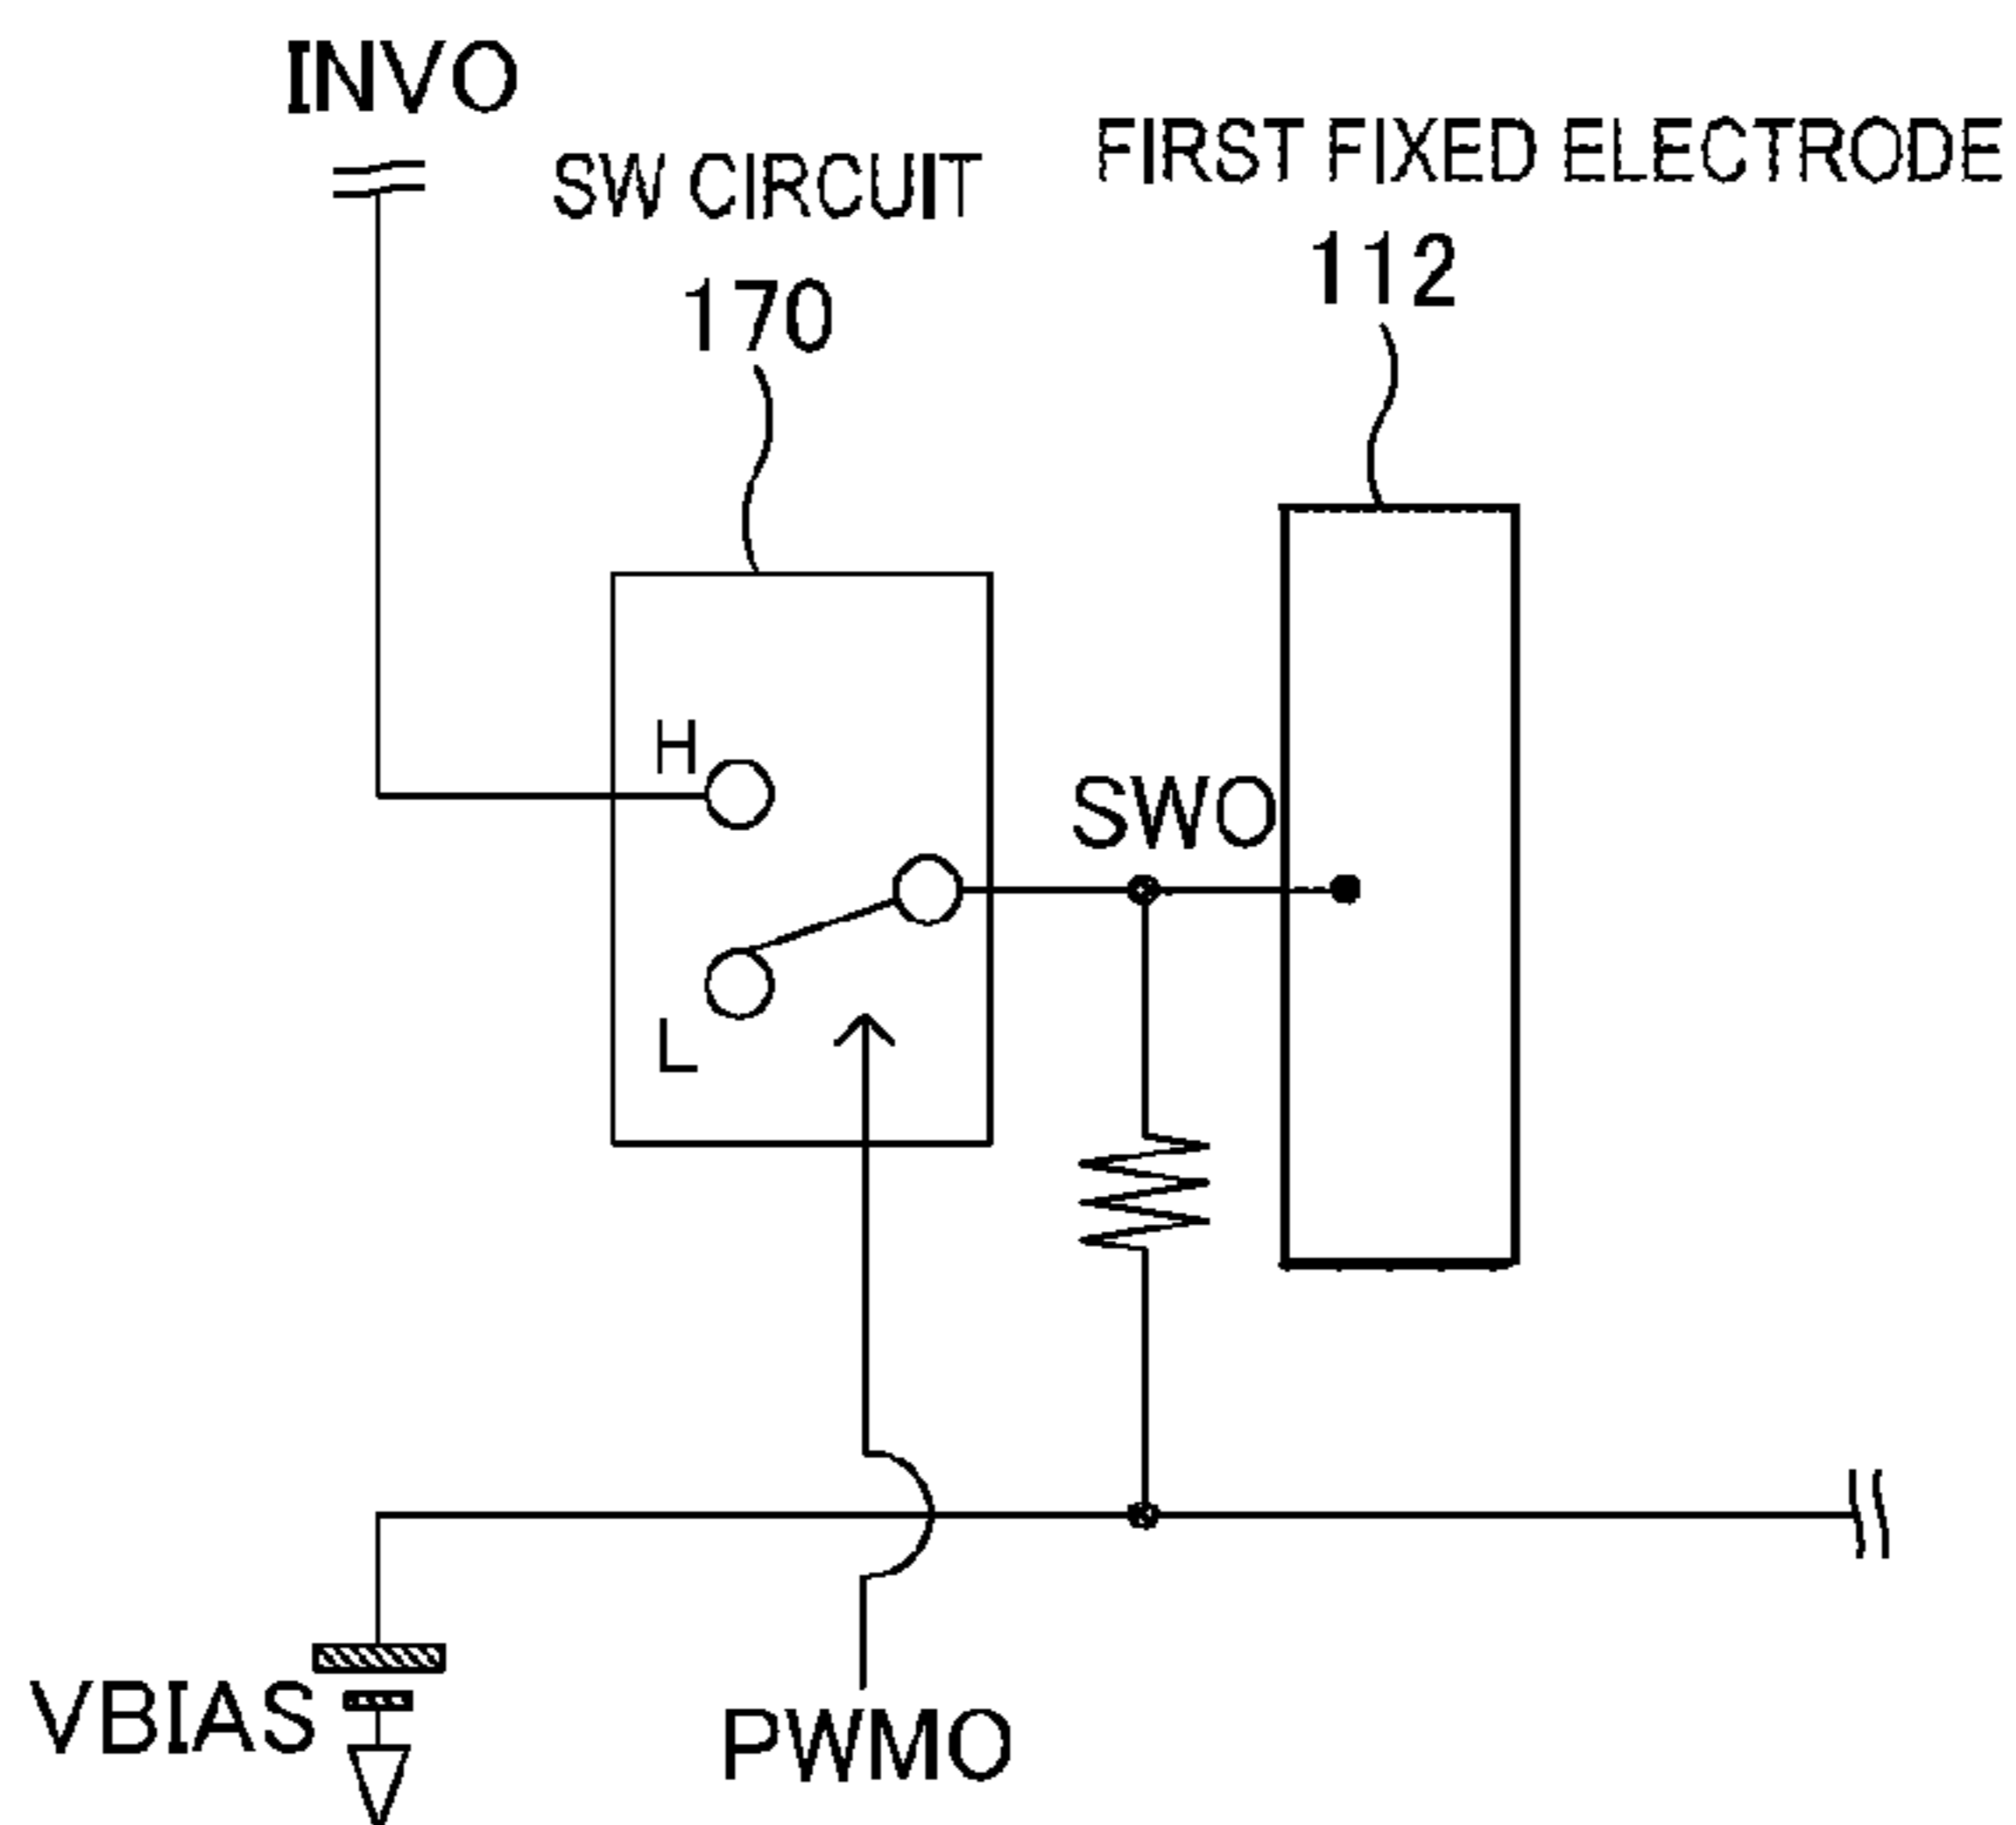 INVO
SW CIRCUIT
170
FIRST FIXED ELECTRODE
112
H
SWO
L
VBIAS
PWMO